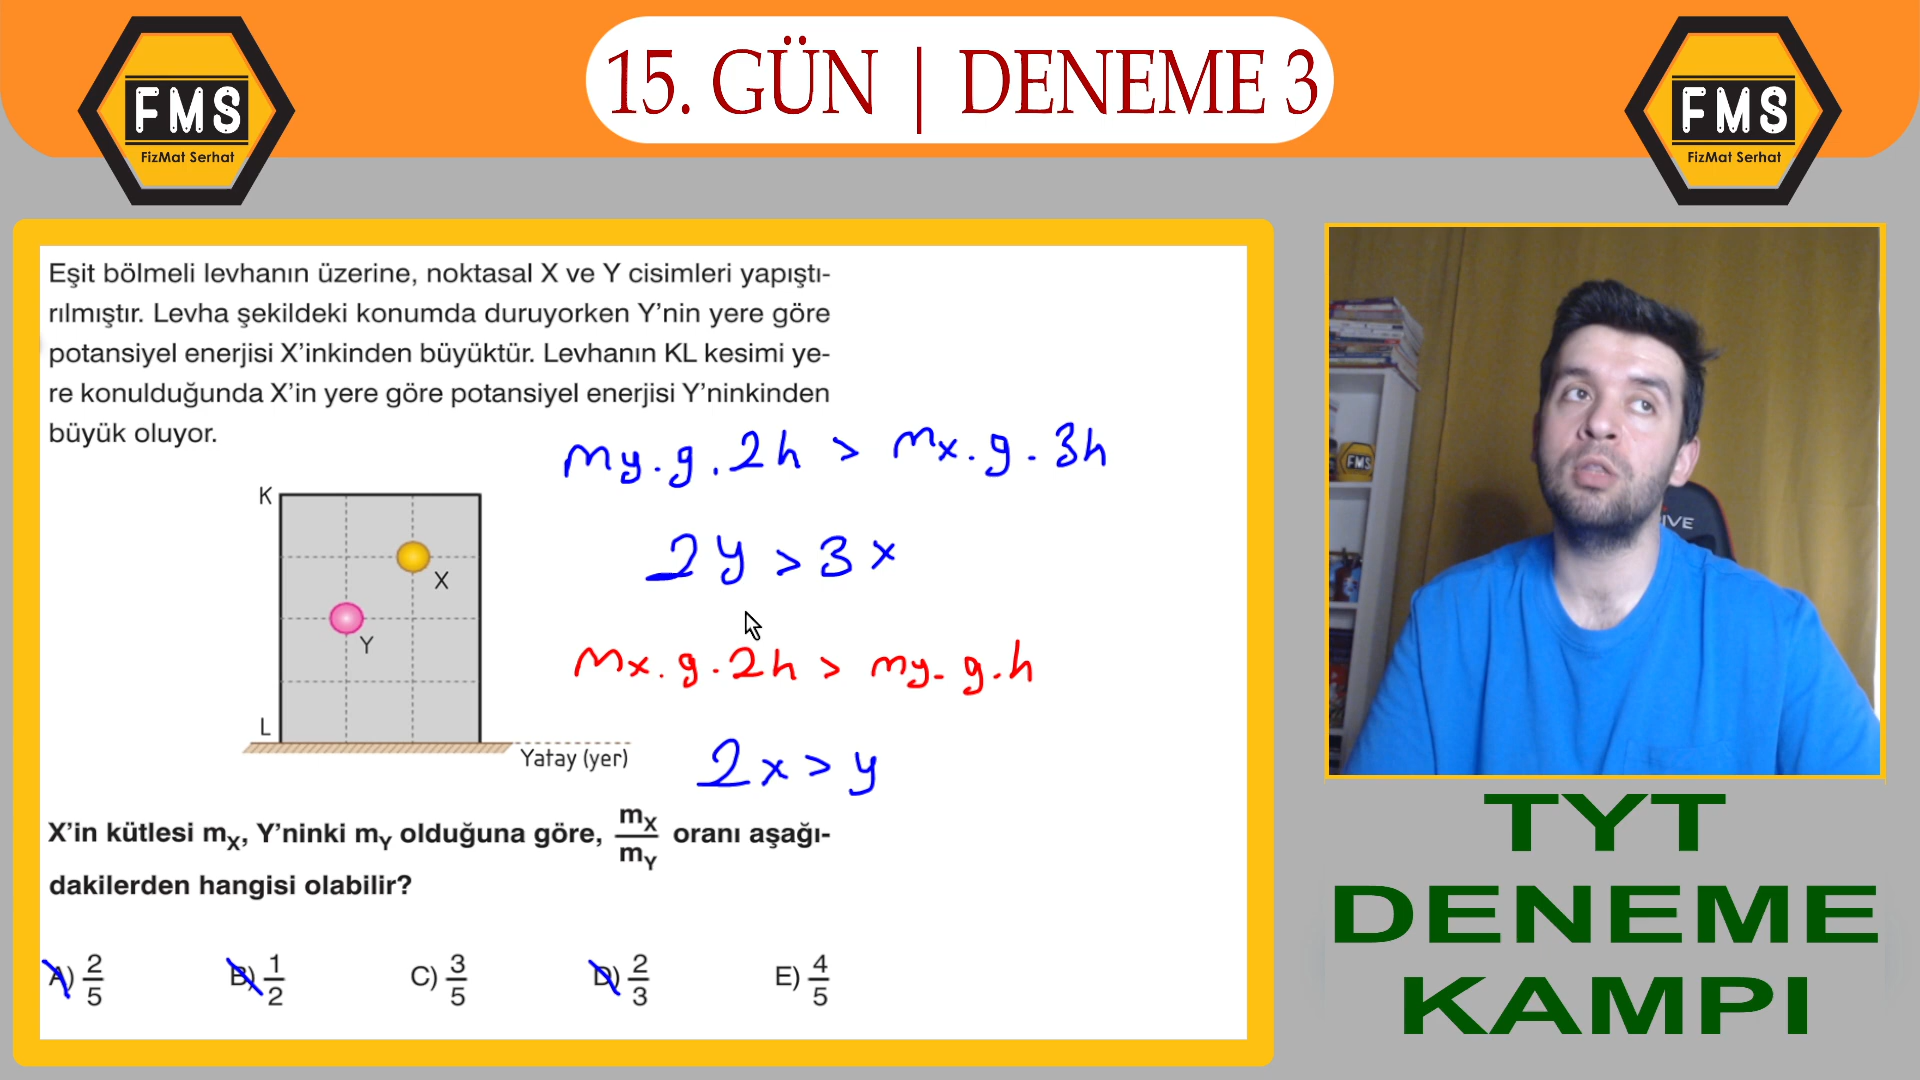 15. GÜN | DENEME 3
FMS
FizMat Serhat
FMS
FizMat Serhat
Eşit bölmeli levhanın üzerine, noktasal X ve Y cisimleri yapıştı-
rılmıştır. Levha şekildeki konumda duruyorken Y'nin yere göre
potansiyel enerjisi X'inkinden büyüktür. Levhanın KL kesimi ye-
re konulduğunda X'in yere göre potansiyel enerjisi Y'ninkinden
büyük oluyor.
my.g.2h > mx.g.3h
K
X
2y > 3x
Y
mx.g.2h > my.g.h
L
Yatay (yer)
2x > y
X'in kütlesi mX, Y'ninki mY olduğuna göre, mX/mY oranı aşağı-
dakilerden hangisi olabilir?
A) 2/5 B) 1/2 C) 3/5 D) 2/3 E) 4/5
FMS
IVE
TYT
DENEME
KAMPI